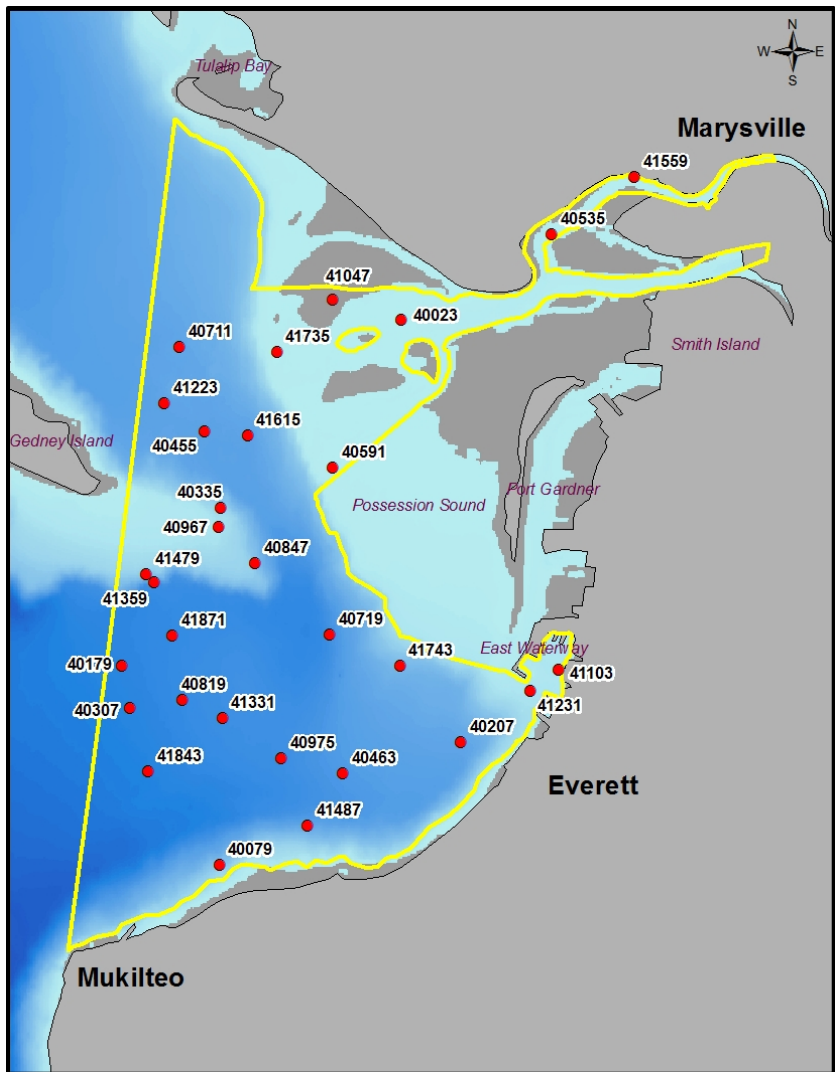 N
W E
S
Tulalip Bay
Marysville
41559
40535
41047
40023
40711
41735
Smith Island
41223
41615
40455
Gedney Island
40591
40335
Possession Sound
Port Gardner
40967
40847
41479
41359
41871
40719
East Waterway
41743
40179
41103
40819
41231
40307
41331
40207
40975
41843
40463
Everett
41487
40079
Mukilteo